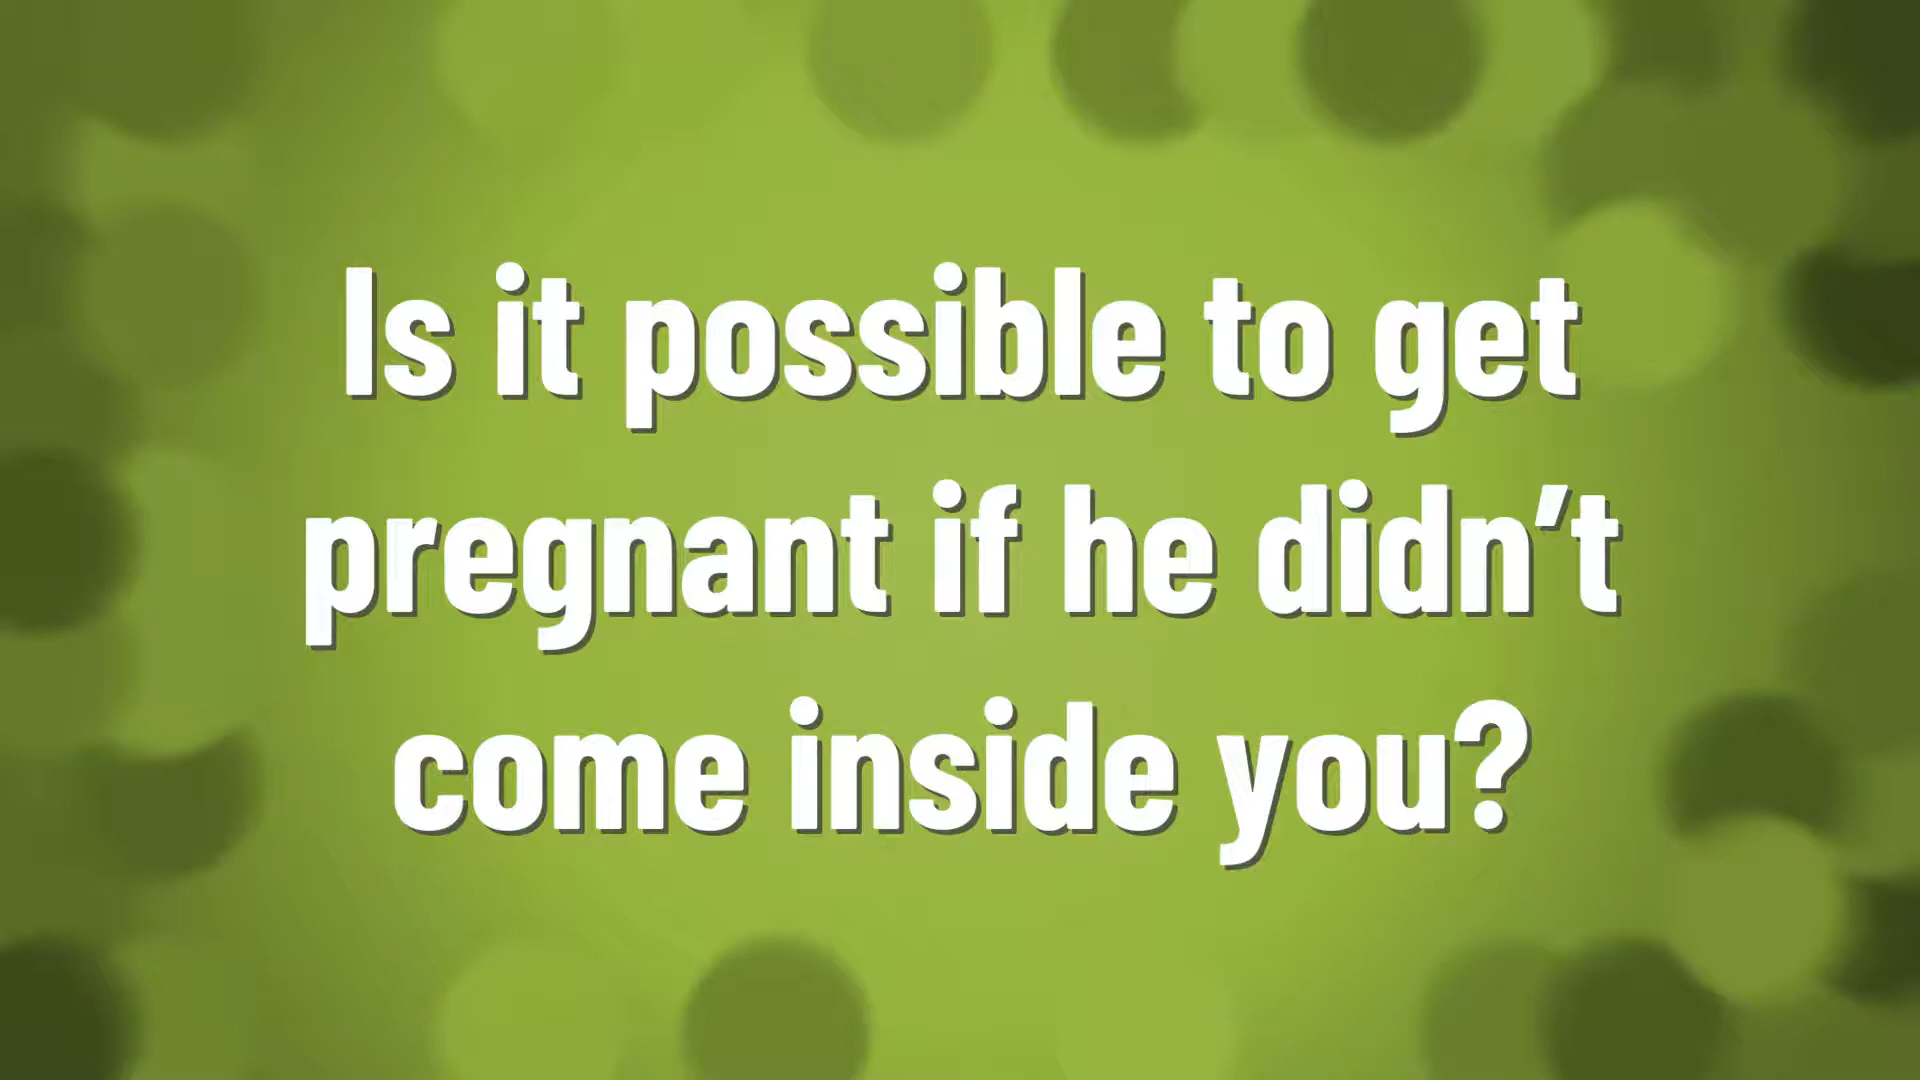 Is it possible to get
pregnant if he didn’t
come inside you?